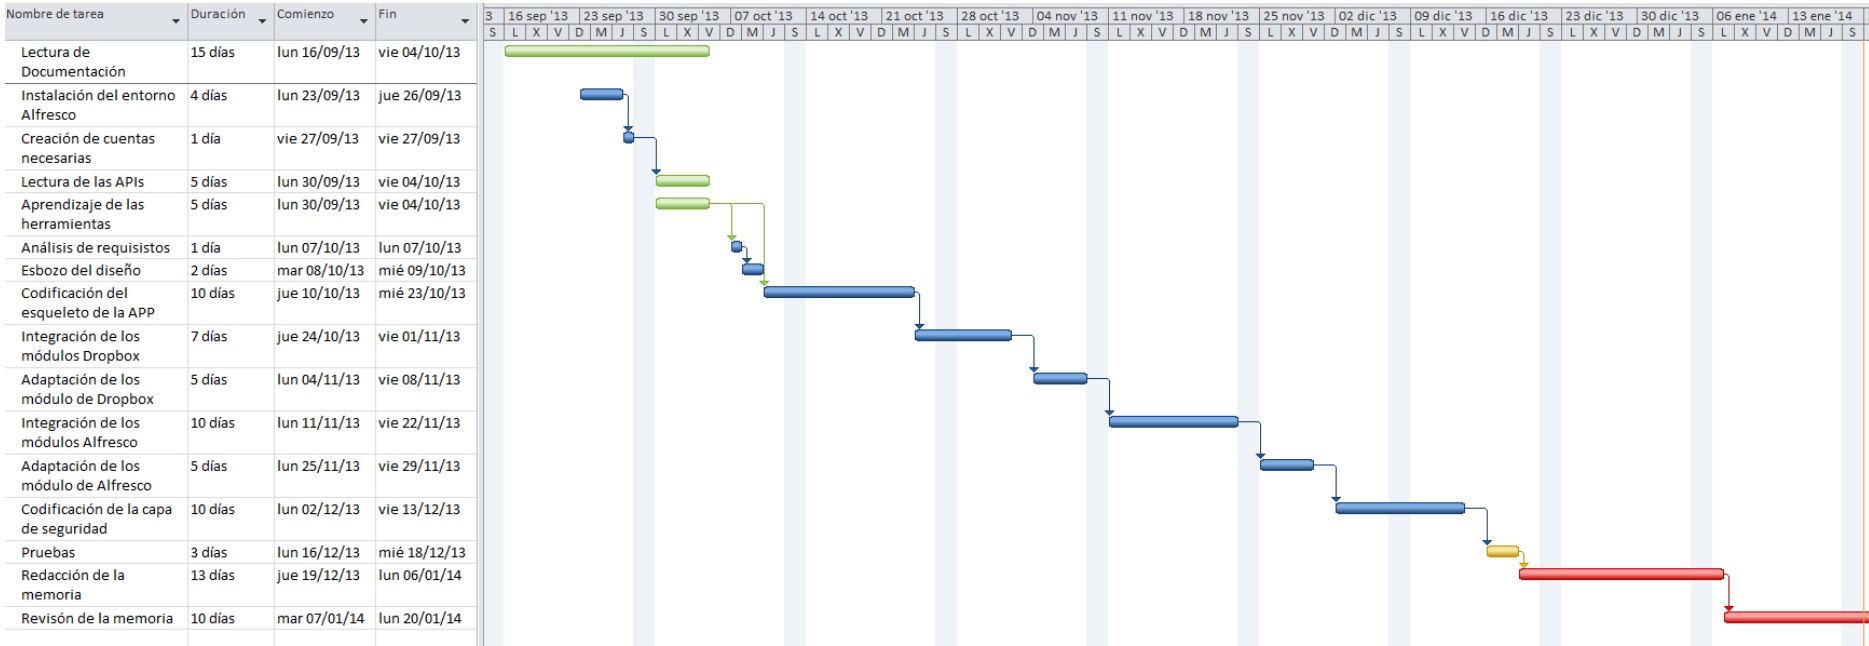 Nombre de tarea Duración Comienzo Fin
3 16 sep '13 23 sep '13 30 sep '13 07 oct '13 14 oct '13 21 oct '13 28 oct '13 04 nov '13 11 nov '13 18 nov '13 25 nov '13 02 dic '13 09 dic '13 16 dic '13 23 dic '13 30 dic '13 06 ene '14 13 ene '14
S L X V D M J S L X V D M J S L X V D M J S L X V D M J S L X V D M J S L X V D M J S L X V D M J S L X V D M J S L X V D M J S
Lectura de 15 días lun 16/09/13 vie 04/10/13
Documentación
Instalación del entorno 4 días lun 23/09/13 jue 26/09/13
Alfresco
Creación de cuentas 1 día vie 27/09/13 vie 27/09/13
necesarias
Lectura de las APIs 5 días lun 30/09/13 vie 04/10/13
Aprendizaje de las 5 días lun 30/09/13 vie 04/10/13
herramientas
Análisis de requisistos 1 día lun 07/10/13 lun 07/10/13
Esbozo del diseño 2 días mar 08/10/13 mié 09/10/13
Codificación del 10 días jue 10/10/13 mié 23/10/13
esqueleto de la APP
Integración de los 7 días jue 24/10/13 vie 01/11/13
módulos Dropbox
Adaptación de los 5 días lun 04/11/13 vie 08/11/13
módulo de Dropbox
Integración de los 10 días lun 11/11/13 vie 22/11/13
módulos Alfresco
Adaptación de los 5 días lun 25/11/13 vie 29/11/13
módulo de Alfresco
Codificación de la capa 10 días lun 02/12/13 vie 13/12/13
de seguridad
Pruebas 3 días lun 16/12/13 mié 18/12/13
Redacción de la 13 días jue 19/12/13 lun 06/01/14
memoria
Revisón de la memoria 10 días mar 07/01/14 lun 20/01/14